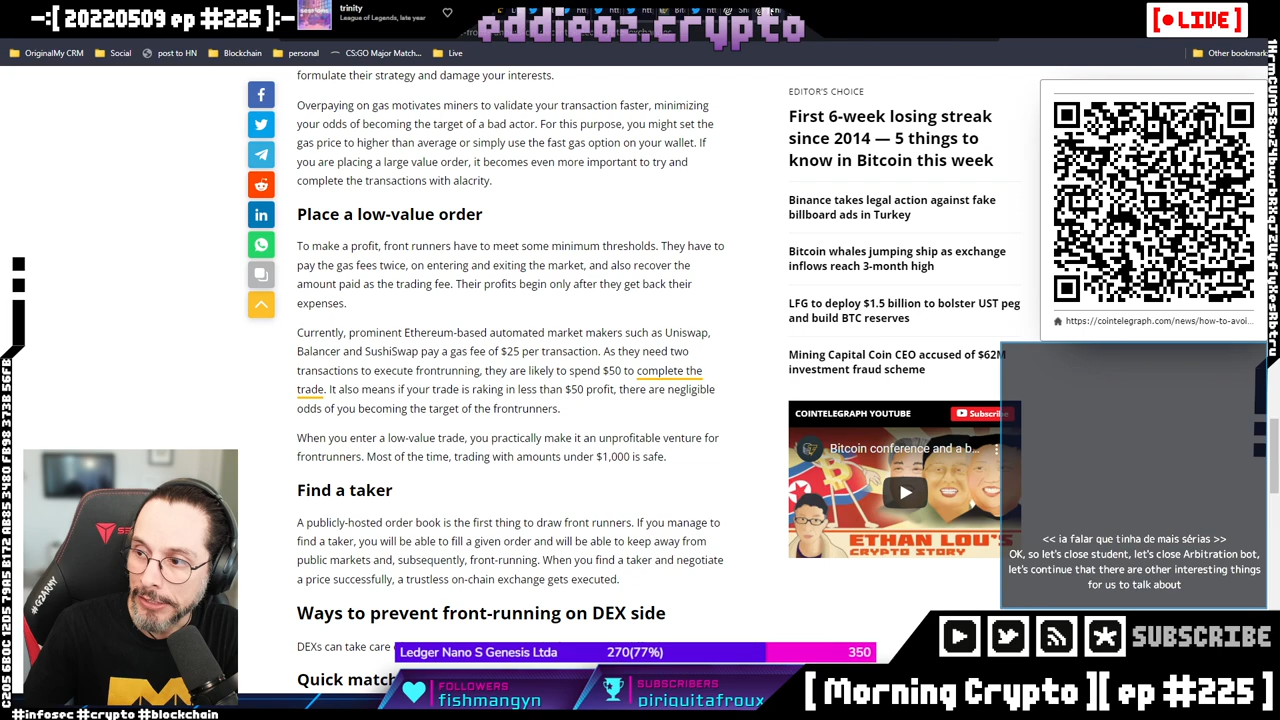 —:[ 20220509 ep #225 ]:—
trinity
League of Legends, late year
eddieoz.crypto
[● LIVE]
OriginalMy CRM
Social
post to HN
Blockchain
personal
CS:GO Major Match...
Live
Other bookmark
formulate their strategy and damage your interests.
Overpaying on gas motivates miners to validate your transaction faster, minimizing
your odds of becoming the target of a bad actor. For this purpose, you might set the
gas price to higher than average or simply use the fast gas option on your wallet. If
you are placing a large value order, it becomes even more important to try and
complete the transactions with alacrity.
Place a low-value order
To make a profit, front runners have to meet some minimum thresholds. They have to
pay the gas fees twice, on entering and exiting the market, and also recover the
amount paid as the trading fee. Their profits begin only after they get back their
expenses.
Currently, prominent Ethereum-based automated market makers such as Uniswap,
Balancer and SushiSwap pay a gas fee of $25 per transaction. As they need two
transactions to execute frontrunning, they are likely to spend $50 to complete the
trade. It also means if your trade is raking in less than $50 profit, there are negligible
odds of you becoming the target of the frontrunners.
When you enter a low-value trade, you practically make it an unprofitable venture for
frontrunners. Most of the time, trading with amounts under $1,000 is safe.
Find a taker
A publicly-hosted order book is the first thing to draw front runners. If you manage to
find a taker, you will be able to fill a given order and will be able to keep away from
public markets and, subsequently, front-running. When you find a taker and negotiate
a price successfully, a trustless on-chain exchange gets executed.
Ways to prevent front-running on DEX side
DEXs can take care
Quick match
EDITOR'S CHOICE
First 6-week losing streak
since 2014 — 5 things to
know in Bitcoin this week
Binance takes legal action against fake
billboard ads in Turkey
Bitcoin whales jumping ship as exchange
inflows reach 3-month high
LFG to deploy $1.5 billion to bolster UST peg
and build BTC reserves
Mining Capital Coin CEO accused of $62M
investment fraud scheme
COINTELEGRAPH YOUTUBE
Subscribe
Bitcoin conference and a b...
ETHAN LOU'S
CRYPTO STORY
https://cointelegraph.com/news/how-to-avoi...
<< ia falar que tinha de mais sérias >>
OK, so let's close student, let's close Arbitration bot,
let's continue that there are other interesting things
for us to talk about
SUBSCRIBE
Ledger Nano S Genesis Ltda
270(77%)
350
FOLLOWERS
fishmangyn
SUBSCRIBERS
piriquitafroux
[ Morning Crypto ][ ep #225 ]
#infosec #crypto #blockchain